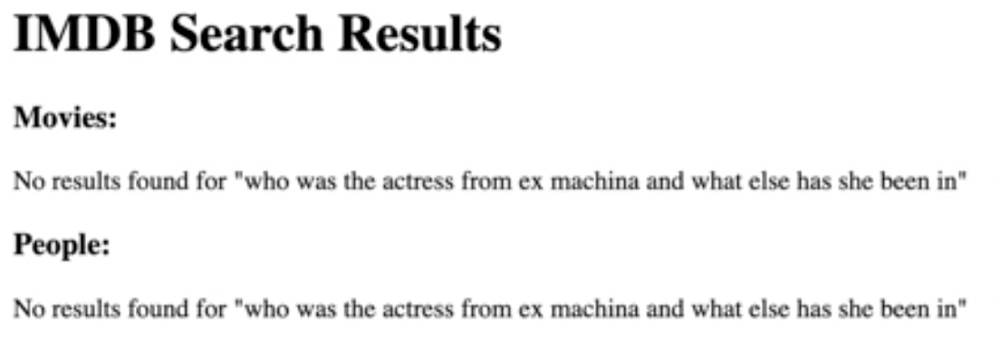 IMDB Search Results
Movies:
No results found for "who was the actress from ex machina and what else has she been in"
People:
No results found for "who was the actress from ex machina and what else has she been in"